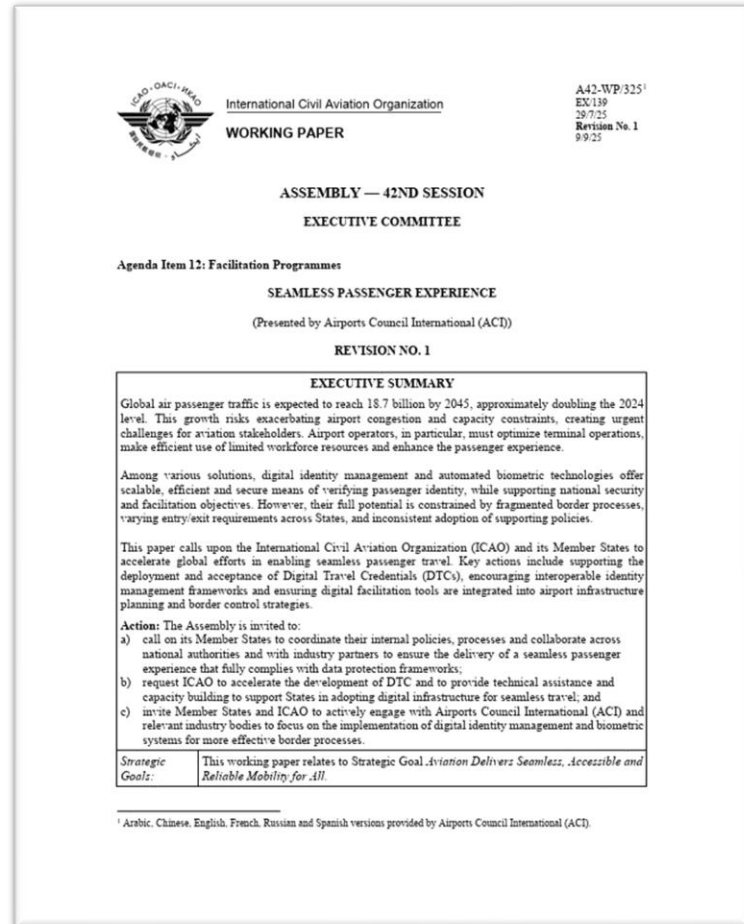 ICAO · OACI · ИКАО
International Civil Aviation Organization
WORKING PAPER
A42-WP/325¹
EX/139
29/7/25
Revision No. 1
9/9/25
ASSEMBLY — 42ND SESSION
EXECUTIVE COMMITTEE
Agenda Item 12: Facilitation Programmes
SEAMLESS PASSENGER EXPERIENCE
(Presented by Airports Council International (ACI))
REVISION NO. 1
EXECUTIVE SUMMARY
Global air passenger traffic is expected to reach 18.7 billion by 2045, approximately doubling the 2024
level. This growth risks exacerbating airport congestion and capacity constraints, creating urgent
challenges for aviation stakeholders. Airport operators, in particular, must optimize terminal operations,
make efficient use of limited workforce resources and enhance the passenger experience.
Among various solutions, digital identity management and automated biometric technologies offer
scalable, efficient and secure means of verifying passenger identity, while supporting national security
and facilitation objectives. However, their full potential is constrained by fragmented border processes,
varying entry/exit requirements across States, and inconsistent adoption of supporting policies.
This paper calls upon the International Civil Aviation Organization (ICAO) and its Member States to
accelerate global efforts in enabling seamless passenger travel. Key actions include supporting the
deployment and acceptance of Digital Travel Credentials (DTCs), encouraging interoperable identity
management frameworks and ensuring digital facilitation tools are integrated into airport infrastructure
planning and border control strategies.
Action: The Assembly is invited to:
a) call on its Member States to coordinate their internal policies, processes and collaborate across
national authorities and with industry partners to ensure the delivery of a seamless passenger
experience that fully complies with data protection frameworks;
b) request ICAO to accelerate the development of DTC and to provide technical assistance and
capacity building to support States in adopting digital infrastructure for seamless travel; and
c) invite Member States and ICAO to actively engage with Airports Council International (ACI) and
relevant industry bodies to focus on the implementation of digital identity management and biometric
systems for more effective border processes.
Strategic
Goals:
This working paper relates to Strategic Goal Aviation Delivers Seamless, Accessible and
Reliable Mobility for All.
¹ Arabic, Chinese, English, French, Russian and Spanish versions provided by Airports Council International (ACI).